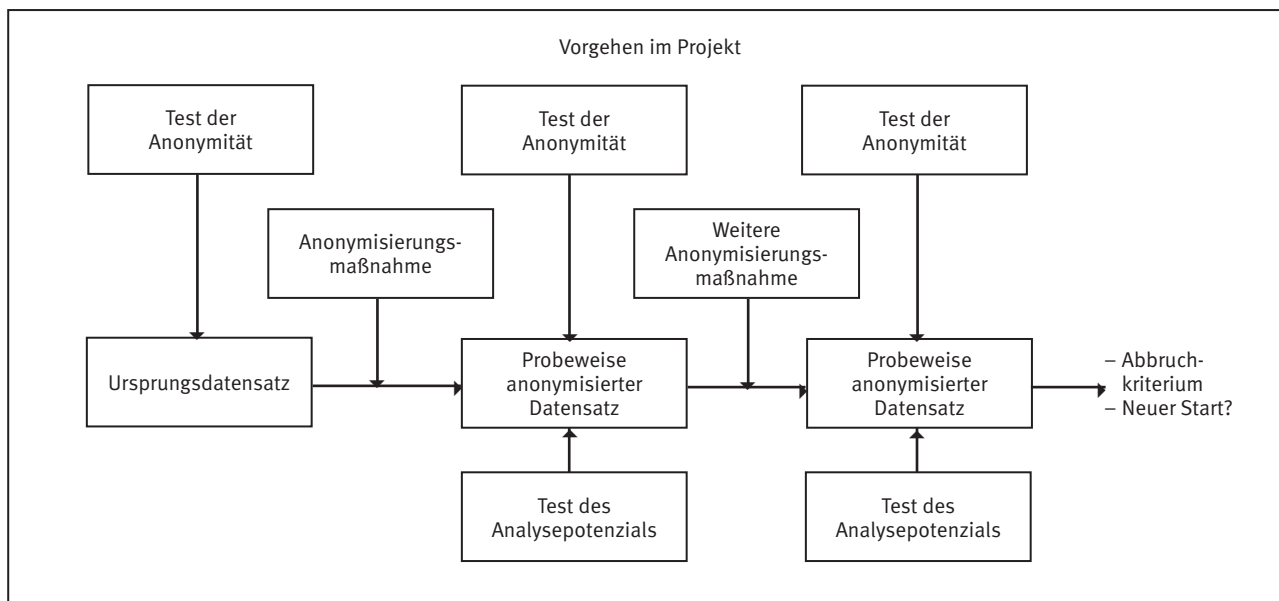 Vorgehen im Projekt
Test der
Anonymität
Test der
Anonymität
Test der
Anonymität
Anonymisierungs-
maßnahme
Weitere
Anonymisierungs-
maßnahme
Ursprungsdatensatz
Probeweise
anonymisierter
Datensatz
Probeweise
anonymisierter
Datensatz
– Abbruch-
kriterium
– Neuer Start?
Test des
Analysepotenzials
Test des
Analysepotenzials